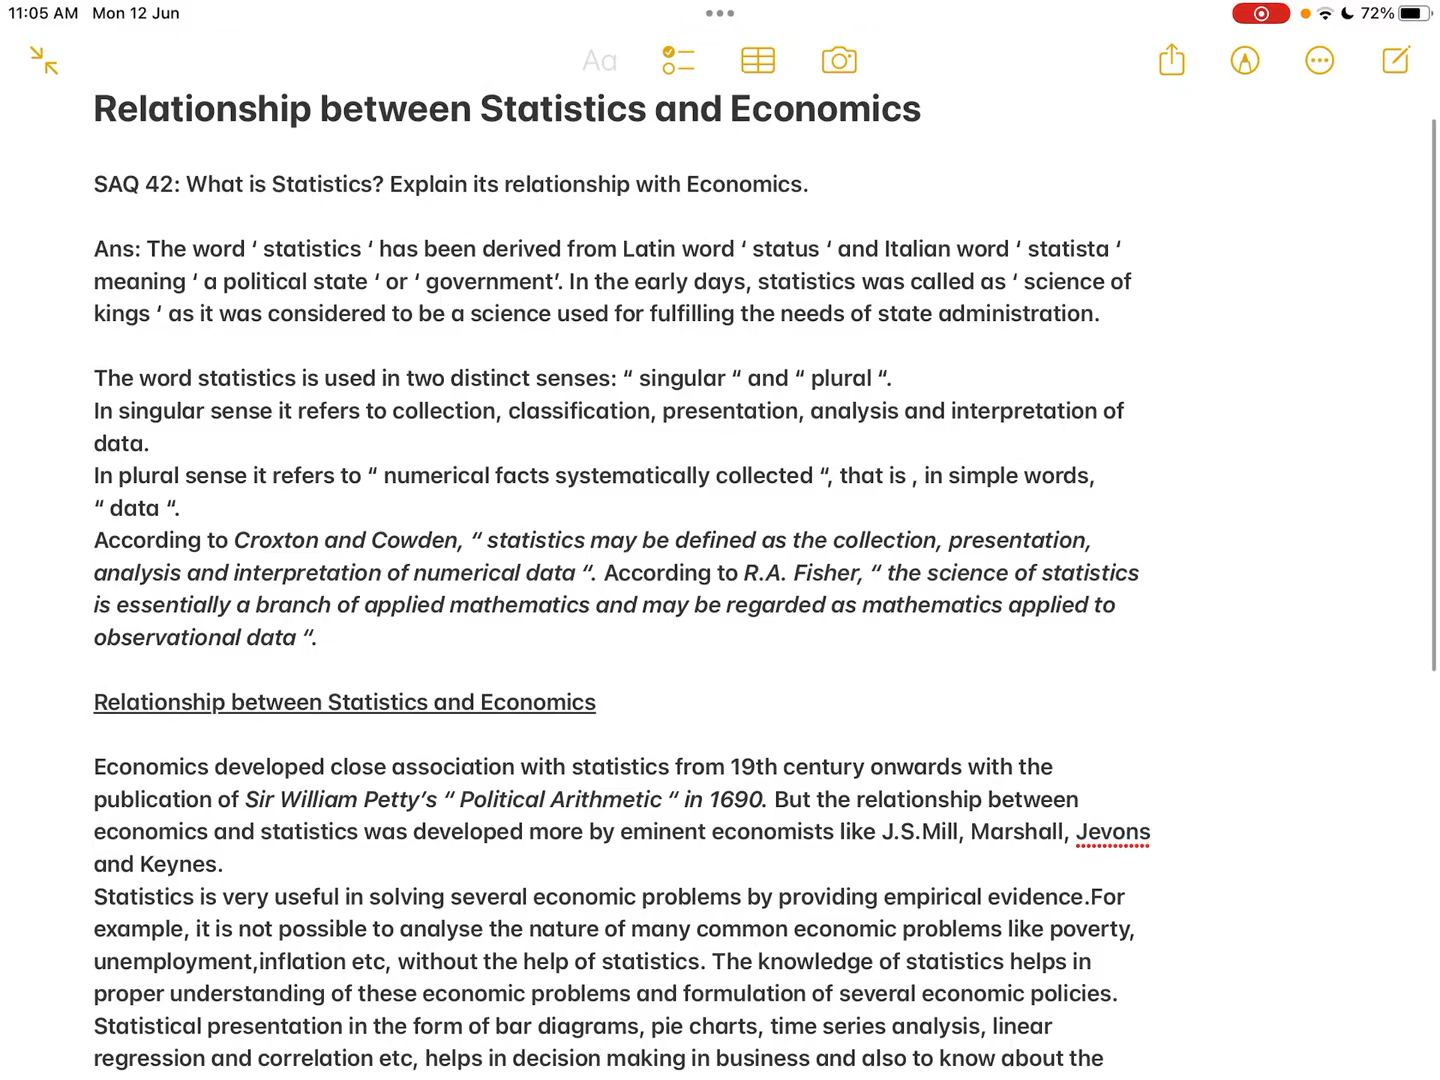 11:05 AM Mon 12 Jun
72%
Aa
Relationship between Statistics and Economics
SAQ 42: What is Statistics? Explain its relationship with Economics.
Ans: The word ‘ statistics ‘ has been derived from Latin word ‘ status ‘ and Italian word ‘ statista ‘
meaning ‘ a political state ‘ or ‘ government’. In the early days, statistics was called as ‘ science of
kings ‘ as it was considered to be a science used for fulfilling the needs of state administration.
The word statistics is used in two distinct senses: “ singular “ and “ plural “.
In singular sense it refers to collection, classification, presentation, analysis and interpretation of
data.
In plural sense it refers to “ numerical facts systematically collected “, that is , in simple words,
“ data “.
According to Croxton and Cowden, “ statistics may be defined as the collection, presentation,
analysis and interpretation of numerical data “. According to R.A. Fisher, “ the science of statistics
is essentially a branch of applied mathematics and may be regarded as mathematics applied to
observational data “.
Relationship between Statistics and Economics
Economics developed close association with statistics from 19th century onwards with the
publication of Sir William Petty’s “ Political Arithmetic “ in 1690. But the relationship between
economics and statistics was developed more by eminent economists like J.S.Mill, Marshall, Jevons
and Keynes.
Statistics is very useful in solving several economic problems by providing empirical evidence.For
example, it is not possible to analyse the nature of many common economic problems like poverty,
unemployment,inflation etc, without the help of statistics. The knowledge of statistics helps in
proper understanding of these economic problems and formulation of several economic policies.
Statistical presentation in the form of bar diagrams, pie charts, time series analysis, linear
regression and correlation etc, helps in decision making in business and also to know about the